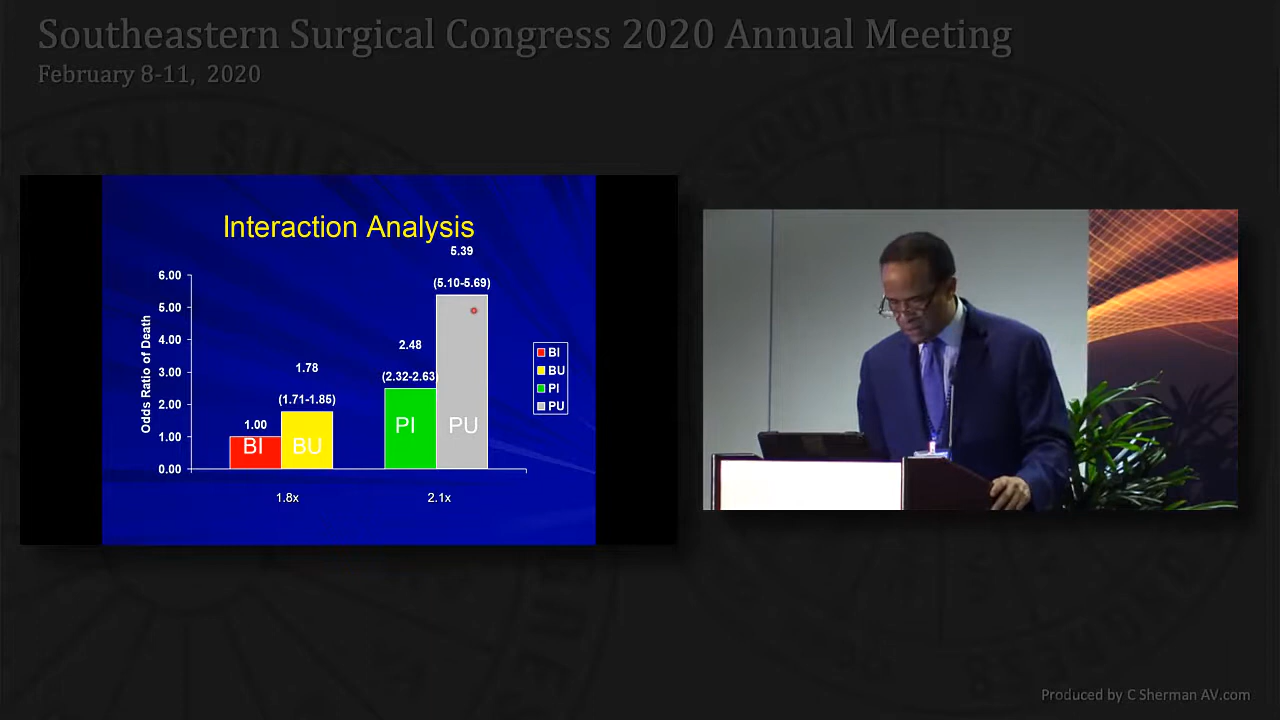 Southeastern Surgical Congress 2020 Annual Meeting
February 8-11, 2020
Interaction Analysis
5.39
6.00
(5.10-5.69)
5.00
4.00
2.48
3.00
1.78
(2.32-2.63)
2.00
(1.71-1.85)
1.00
1.00
0.00
Odds Ratio of Death
BI
BU
PI
PU
BI
BU
PI
PU
1.8x
2.1x
Produced by C Sherman AV.com